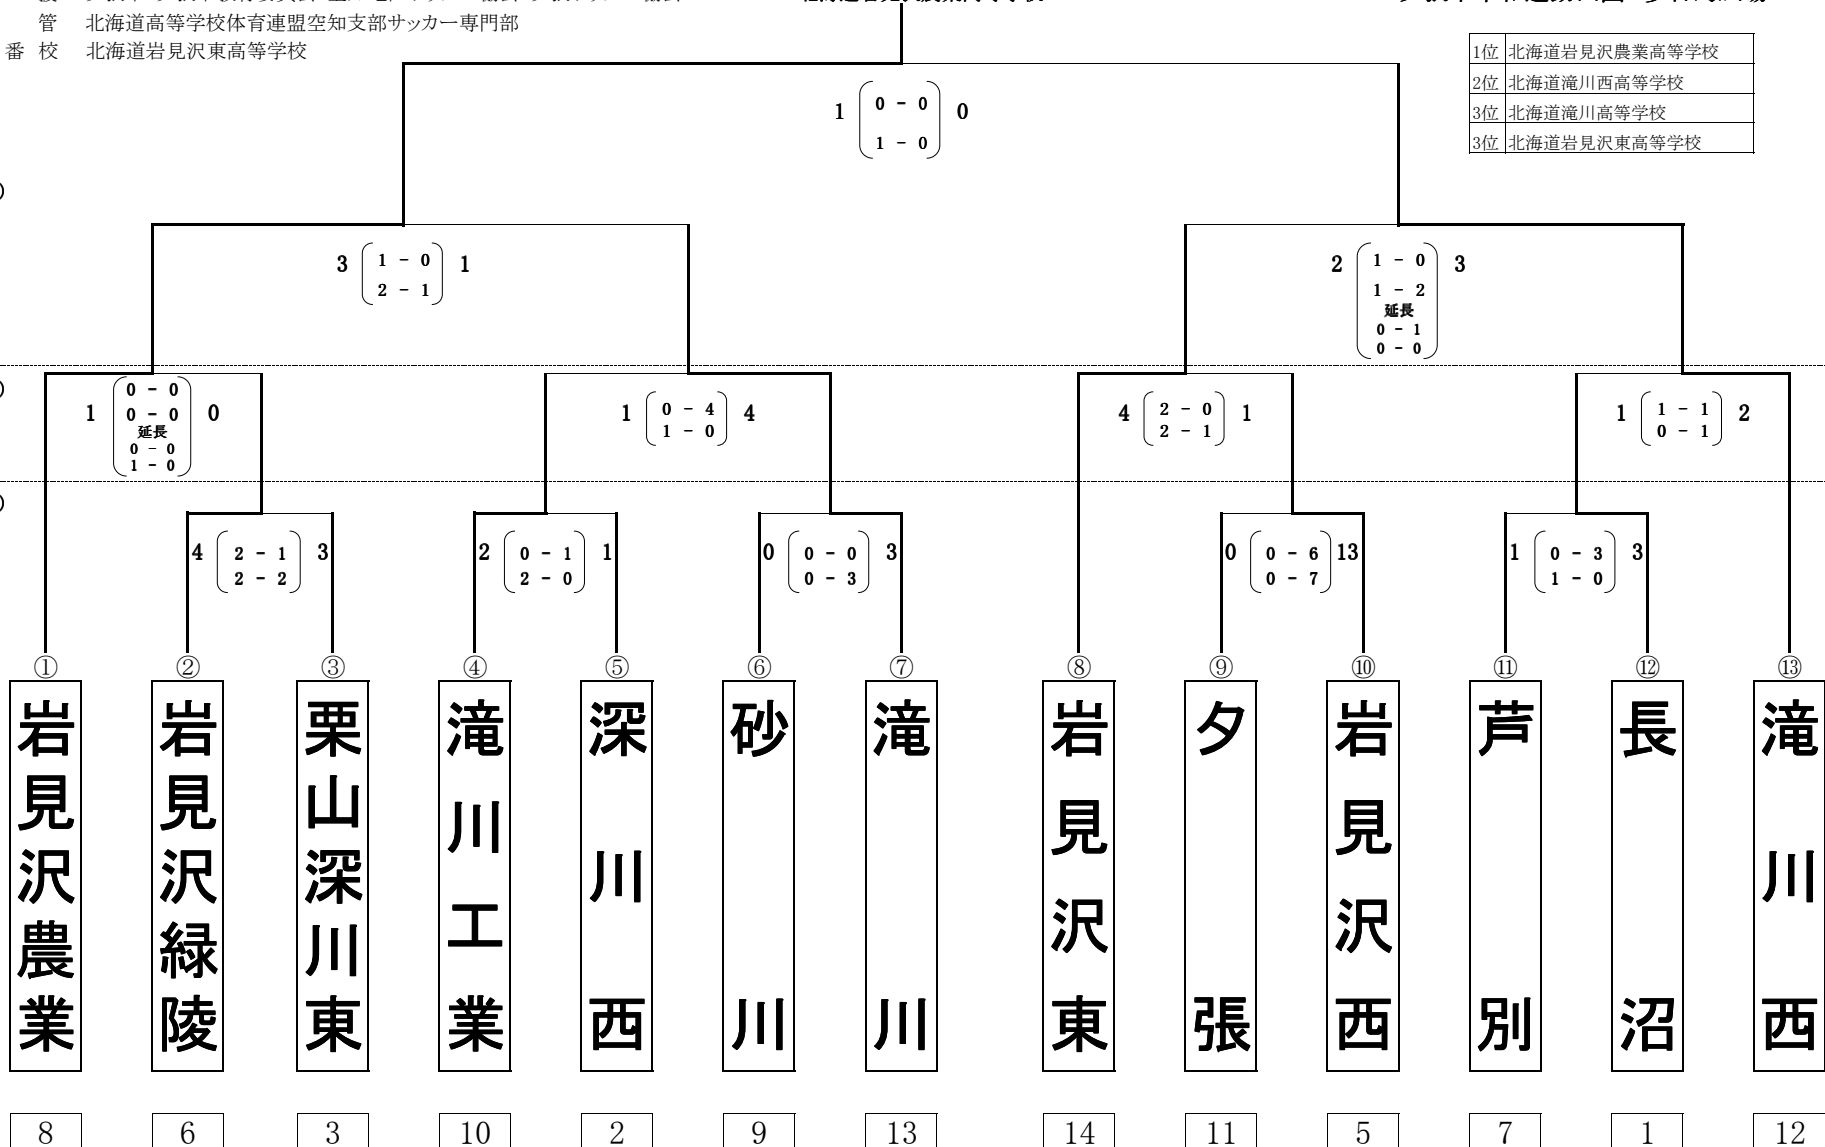 管 北海道高等学校体育連盟空知支部サッカー専門部
番 校 北海道岩見沢東高等学校
1位 北海道岩見沢農業高等学校
2位 北海道滝川西高等学校
3位 北海道滝川高等学校
3位 北海道岩見沢東高等学校
1 0 - 0 0
1 - 0
3 1 - 0 1
2 - 1
2 1 - 0 3
1 - 2
延長
0 - 1
0 - 0
1 0 - 0 0
0 - 0
延長
0 - 0
1 - 0
1 0 - 4 4
1 - 0
4 2 - 0 1
2 - 1
1 1 - 1 2
0 - 1
4 2 - 1 3
2 - 2
2 0 - 1 1
2 - 0
0 0 - 0 3
0 - 3
0 0 - 6 13
0 - 7
1 0 - 3 3
1 - 0
① ② ③ ④ ⑤ ⑥ ⑦ ⑧ ⑨ ⑩ ⑪ ⑫ ⑬
岩見沢農業
岩見沢緑陵
栗山深川東
滝川工業
深川西
砂川
滝川
岩見沢東
夕張
岩見沢西
芦別
長沼
滝川西
8 6 3 10 2 9 13 14 11 5 7 1 12